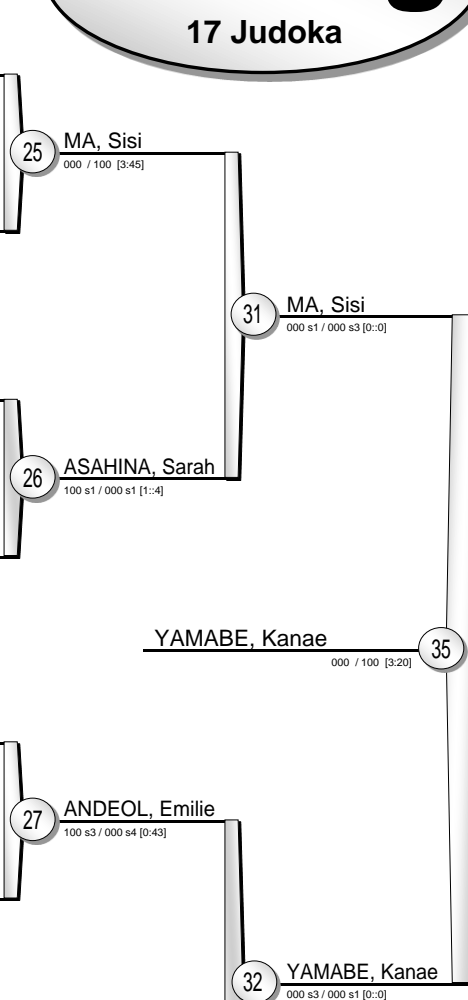 17 Judoka
25
MA, Sisi
000 / 100 [3:45]
31
MA, Sisi
000 s1 / 000 s3 [0::0]
26
ASAHINA, Sarah
100 s1 / 000 s1 [1::4]
YAMABE, Kanae
000 / 100 [3:20]
35
27
ANDEOL, Emilie
100 s3 / 000 s4 [0:43]
32
YAMABE, Kanae
000 s3 / 000 s1 [0::0]